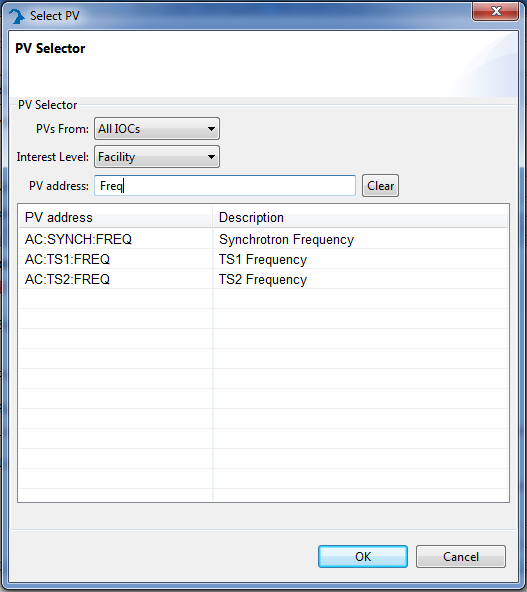 Select PV
PV Selector
PV Selector
PVs From: All IOCs
Interest Level: Facility
PV address: Freq Clear
PV address Description
AC:SYNCH:FREQ Synchrotron Frequency
AC:TS1:FREQ TS1 Frequency
AC:TS2:FREQ TS2 Frequency
OK Cancel